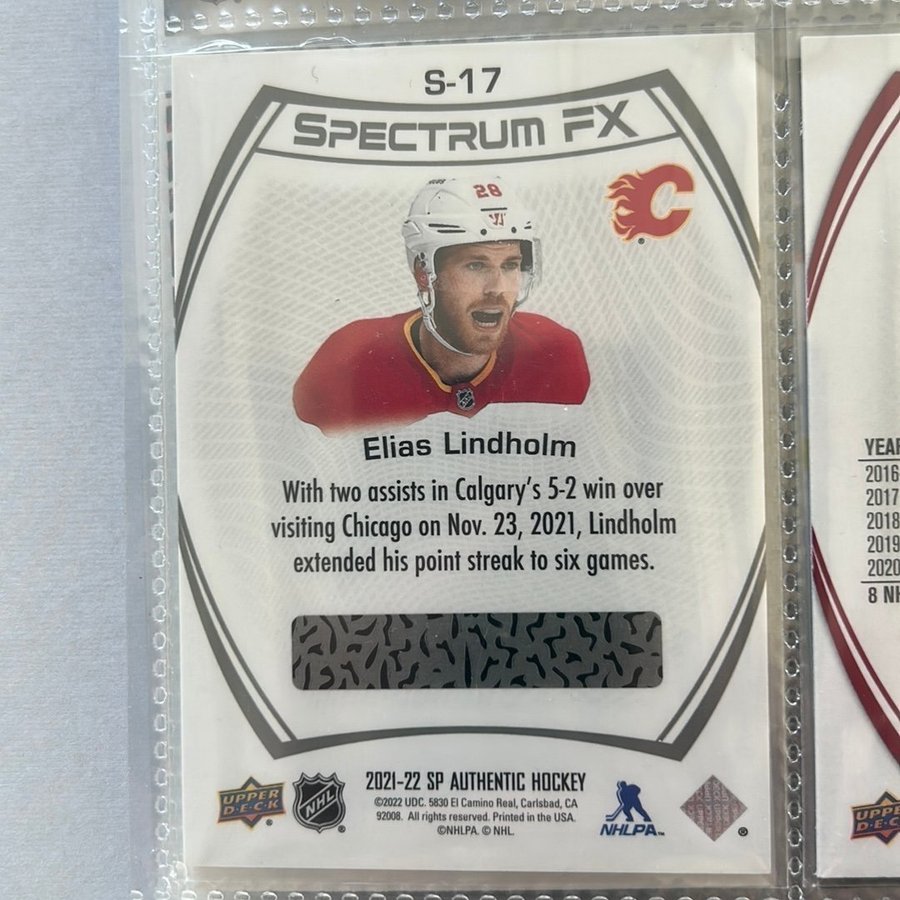 S-17
SPECTRUM FX
28
C
Elias Lindholm
With two assists in Calgary's 5-2 win over
visiting Chicago on Nov. 23, 2021, Lindholm
extended his point streak to six games.
UPPER
DECK
NHL
2021-22 SP AUTHENTIC HOCKEY
©2022 UDC. 5830 El Camino Real, Carlsbad, CA
92008. All rights reserved. Printed in the USA.
©NHLPA. © NHL.
NHLPA
YEAR
2016-
2017
2018
2019
2020
8 NH
UPPER